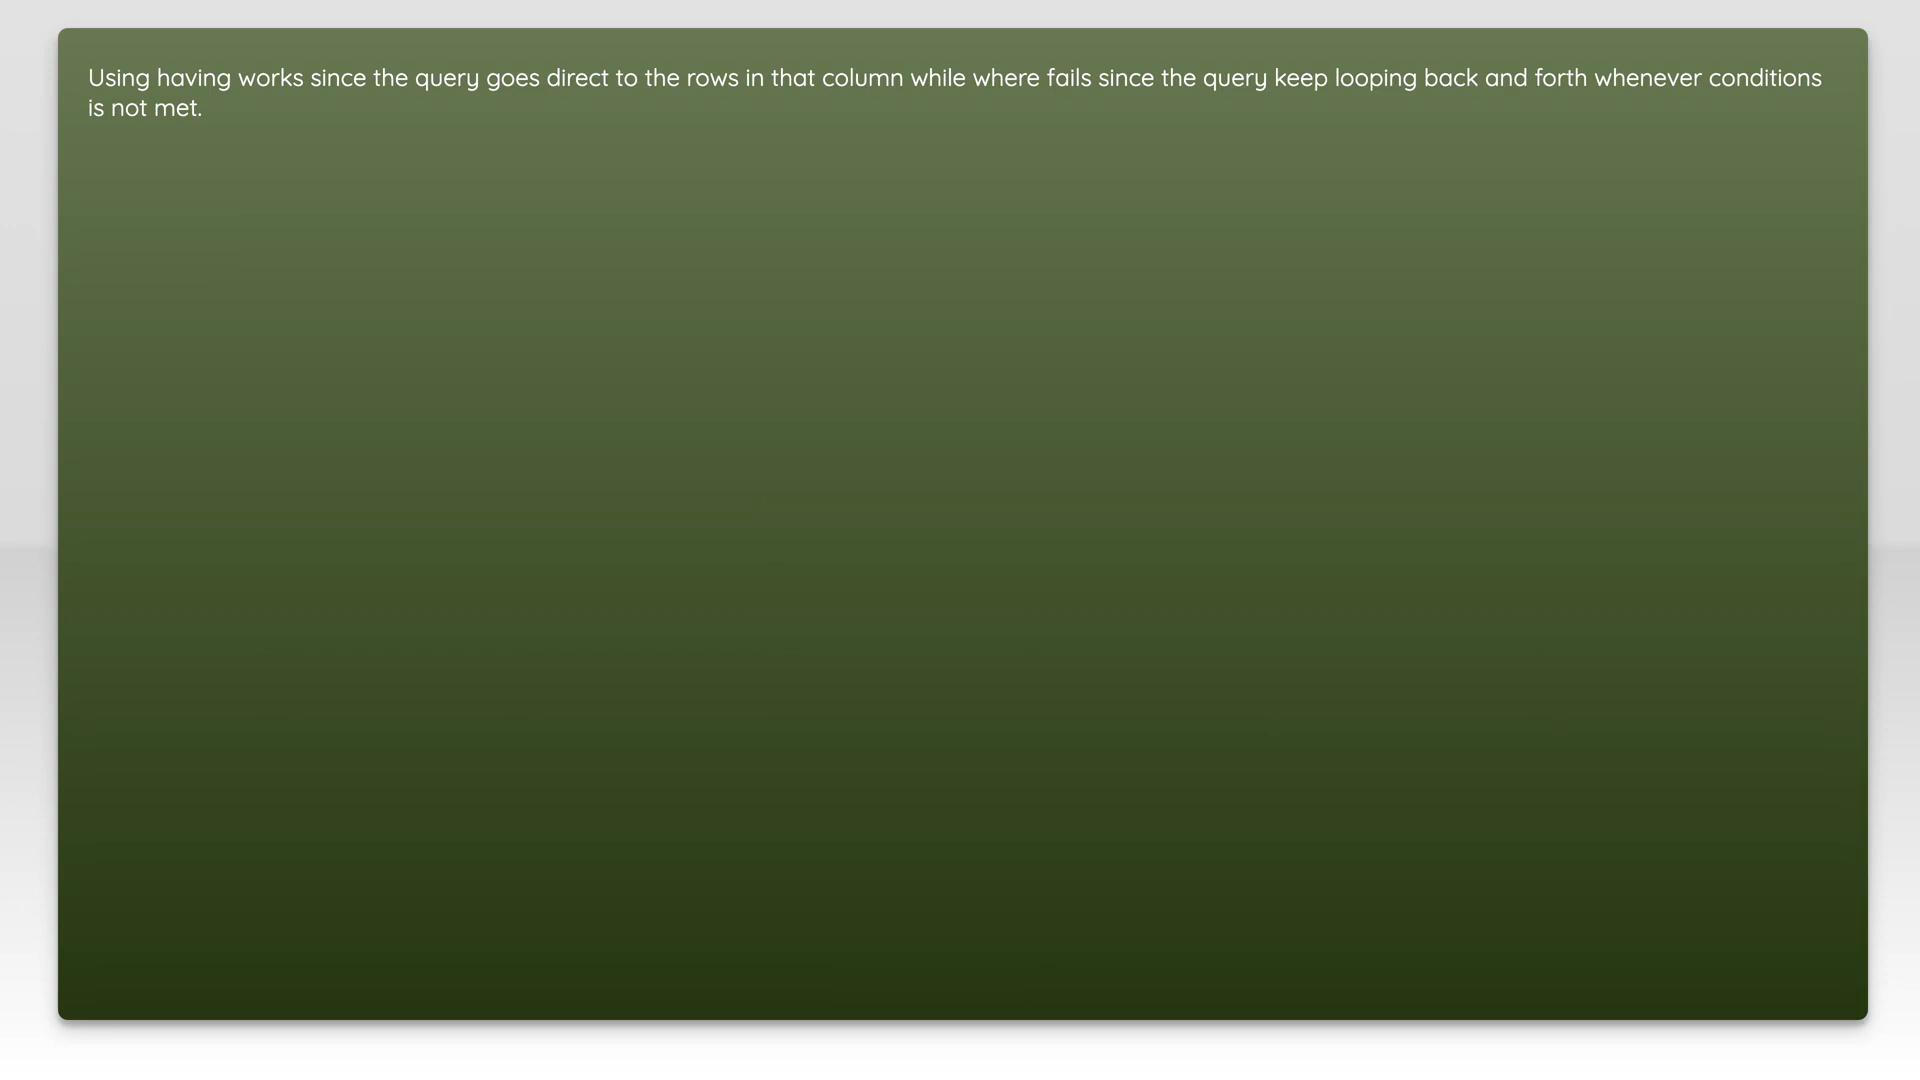 Using having works since the query goes direct to the rows in that column while where fails since the query keep looping back and forth whenever conditions
is not met.